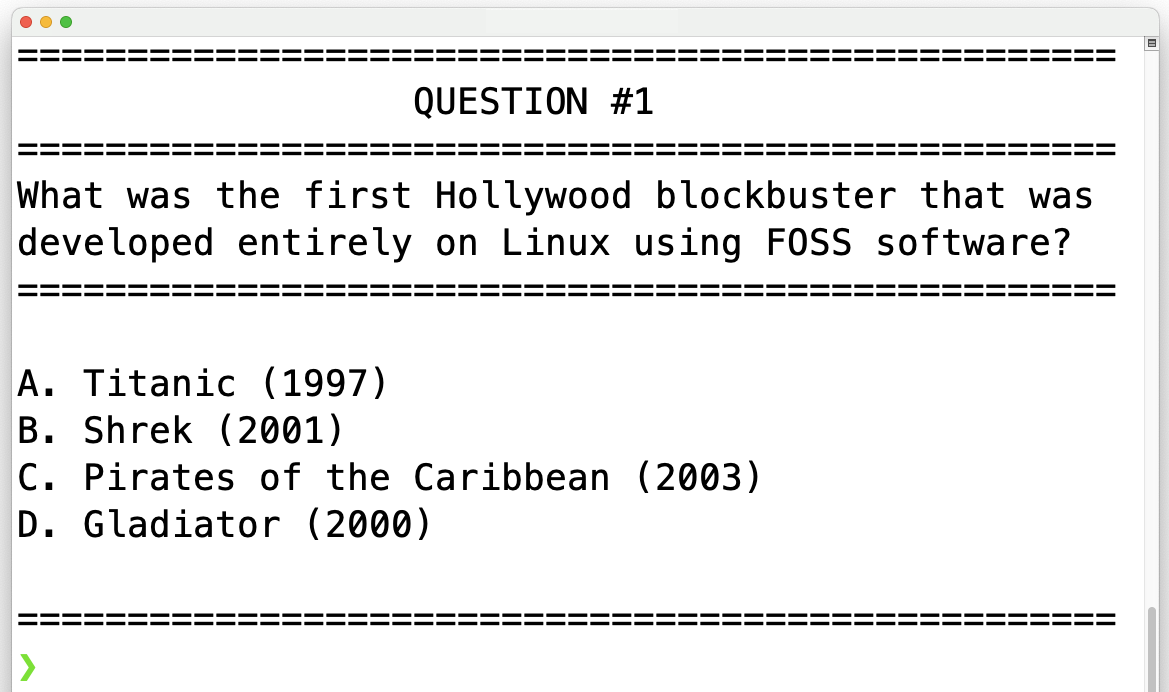 ==================================================
QUESTION #1
==================================================
What was the first Hollywood blockbuster that was
developed entirely on Linux using FOSS software?
==================================================
A. Titanic (1997)
B. Shrek (2001)
C. Pirates of the Caribbean (2003)
D. Gladiator (2000)
==================================================
❯